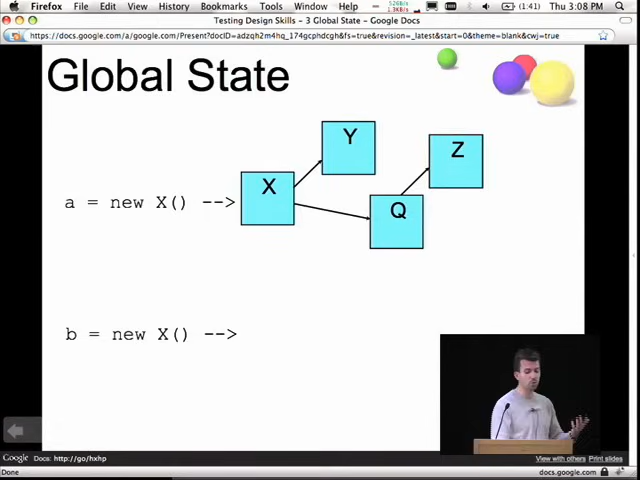 Firefox File Edit View History Bookmarks Tools Window Help (1:41) Thu 3:08 PM
Testing Design Skills - 3 Global State - Google Docs
https://docs.google.com/Present?docID=adzqh2m4hq_174gcphdcgh&fs=true&revision=_latest&start=0&theme=blank&cwj=true
Global State
Y
Z
X
a = new X() -->
Q
b = new X() -->
Google Docs: http://go/hxhp
View with others Print slides
Done
docs.google.com